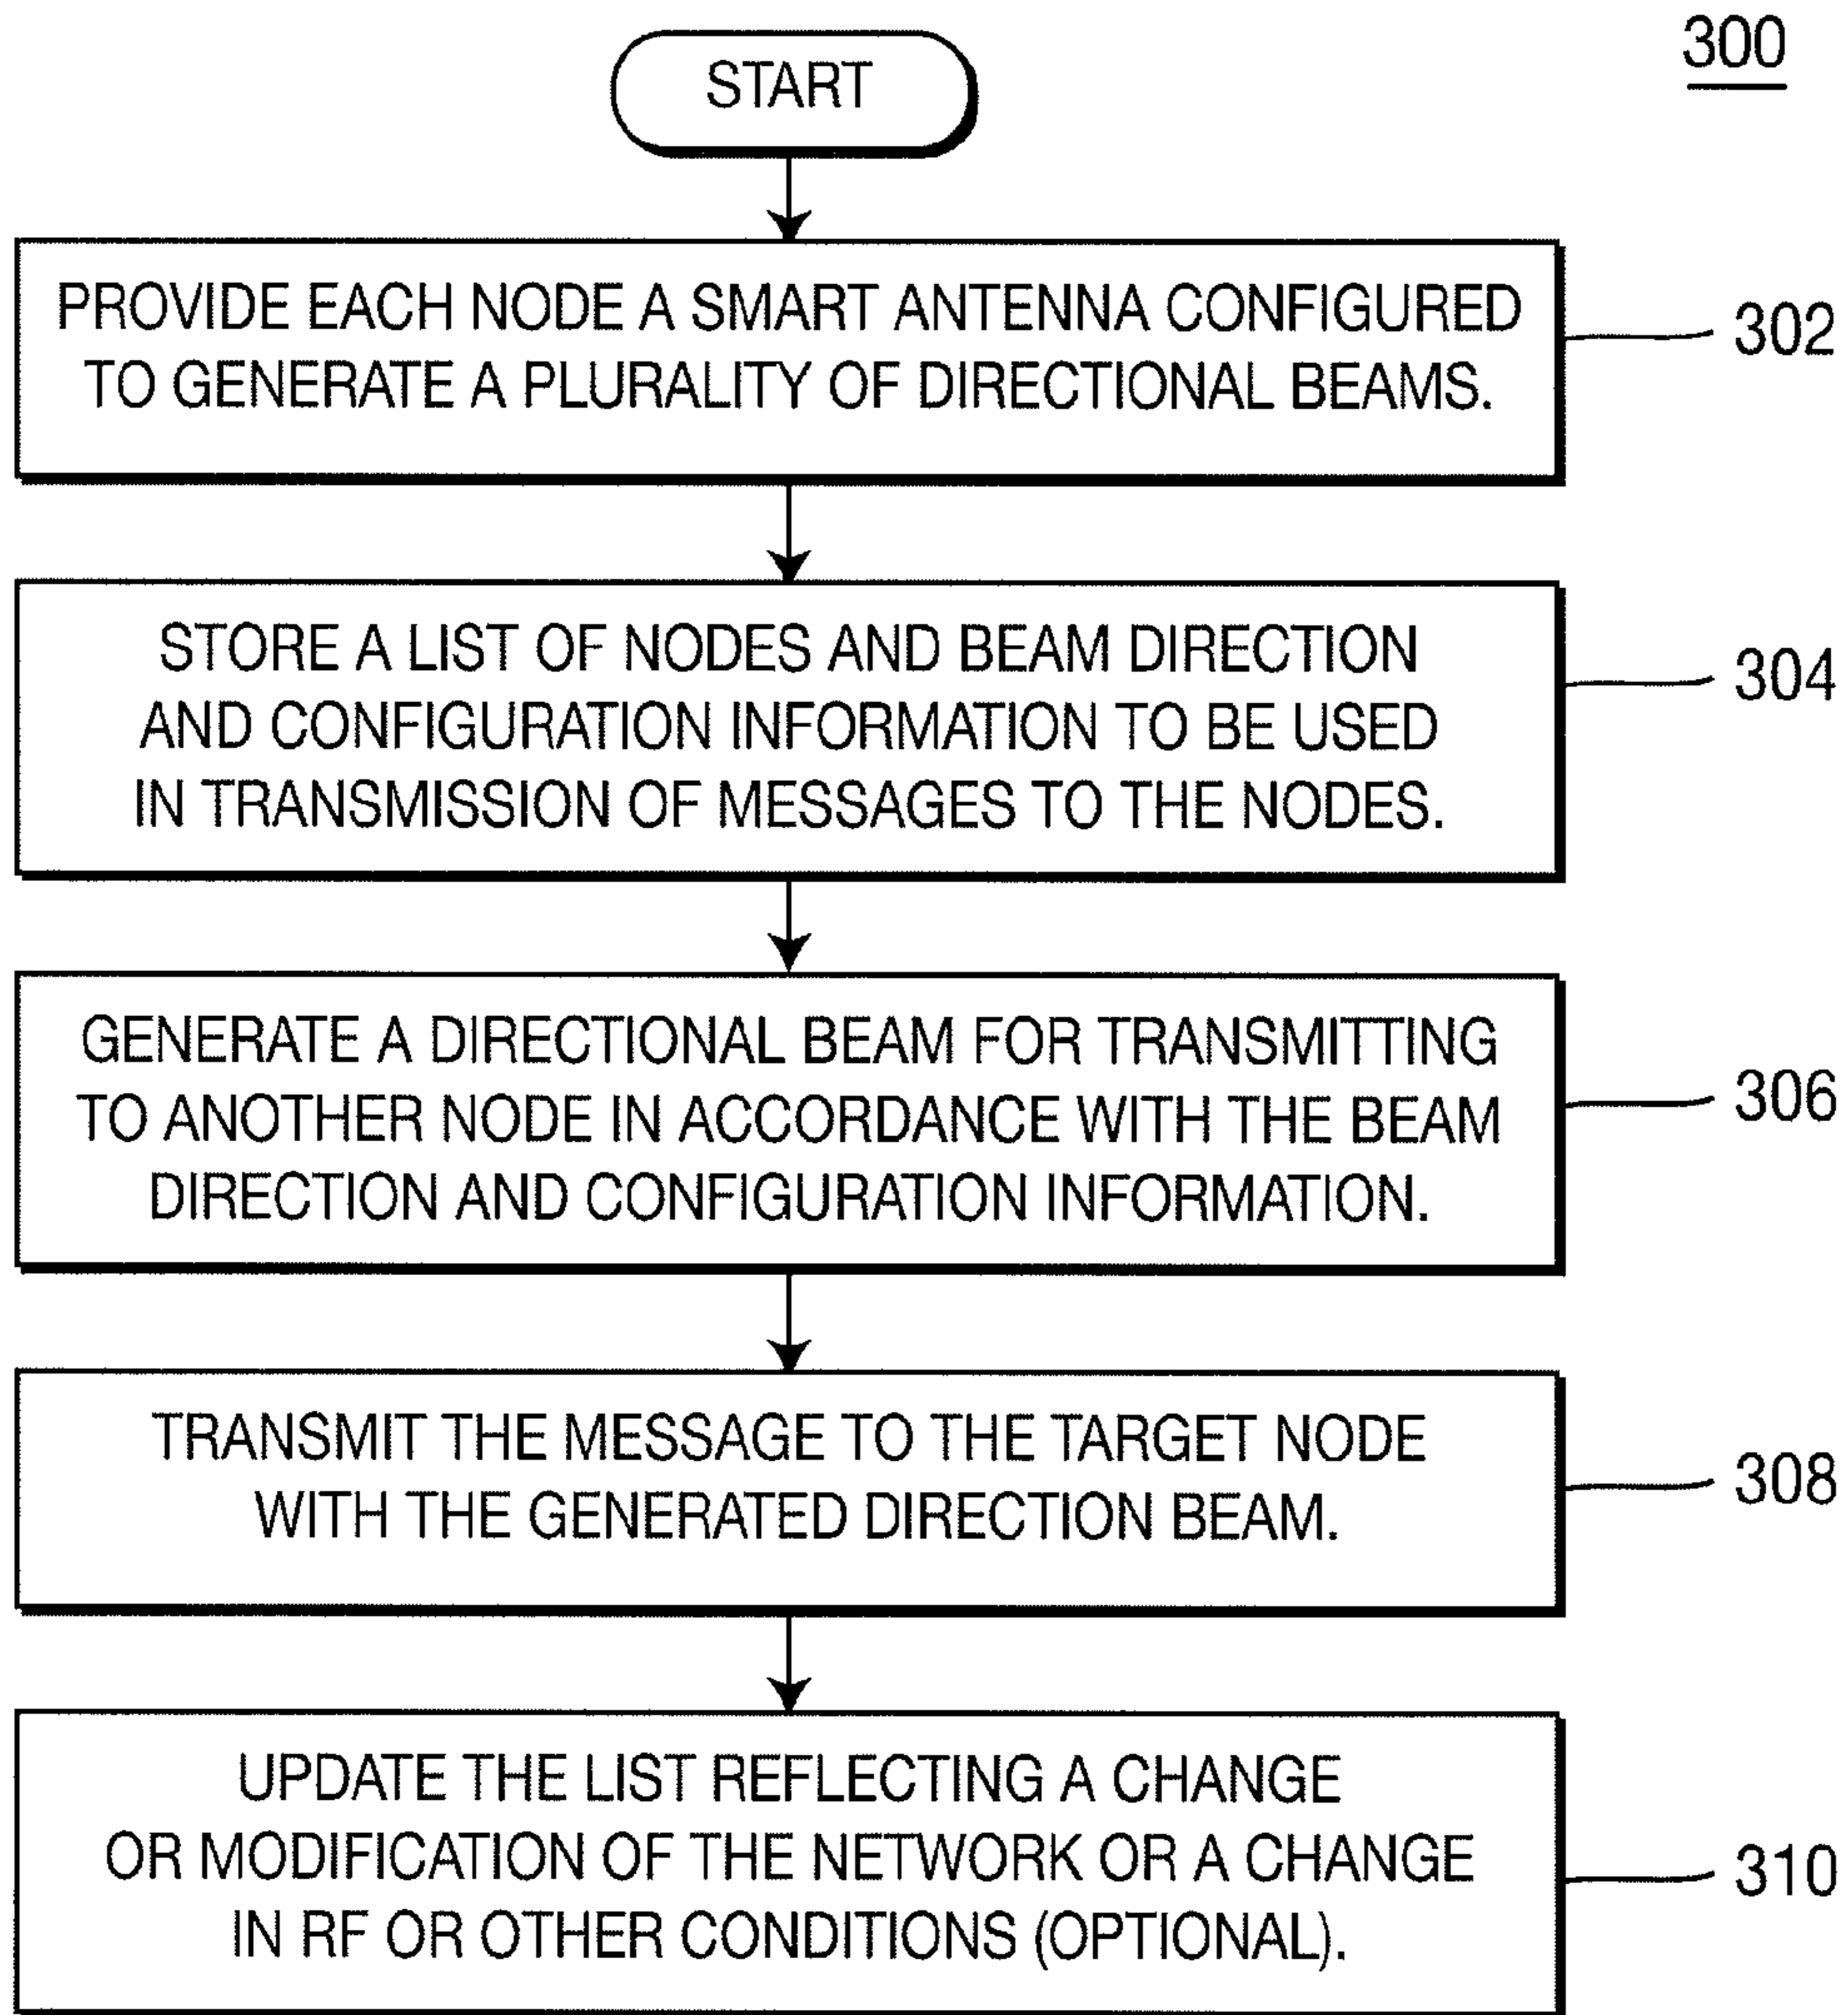 300
START
PROVIDE EACH NODE A SMART ANTENNA CONFIGURED
TO GENERATE A PLURALITY OF DIRECTIONAL BEAMS.
302
STORE A LIST OF NODES AND BEAM DIRECTION
AND CONFIGURATION INFORMATION TO BE USED
IN TRANSMISSION OF MESSAGES TO THE NODES.
304
GENERATE A DIRECTIONAL BEAM FOR TRANSMITTING
TO ANOTHER NODE IN ACCORDANCE WITH THE BEAM
DIRECTION AND CONFIGURATION INFORMATION.
306
TRANSMIT THE MESSAGE TO THE TARGET NODE
WITH THE GENERATED DIRECTION BEAM.
308
UPDATE THE LIST REFLECTING A CHANGE
OR MODIFICATION OF THE NETWORK OR A CHANGE
IN RF OR OTHER CONDITIONS (OPTIONAL).
310